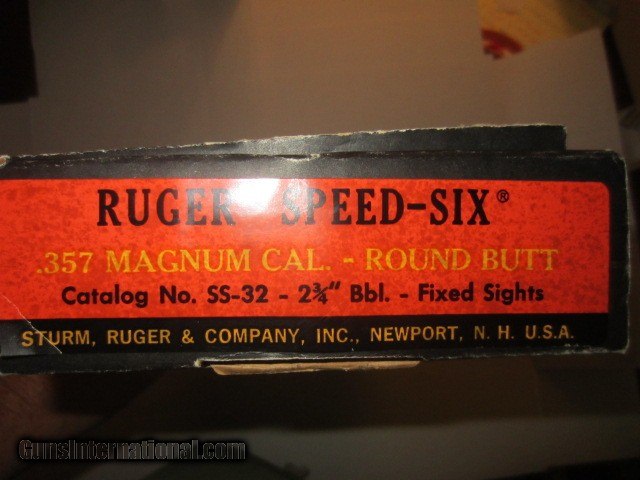 RUGER SPEED-SIX®
.357 MAGNUM CAL. - ROUND BUTT
Catalog No. SS-32 - 2¾" Bbl. - Fixed Sights
STURM, RUGER & COMPANY, INC., NEWPORT, N. H. U.S.A.
GunsInternational.com